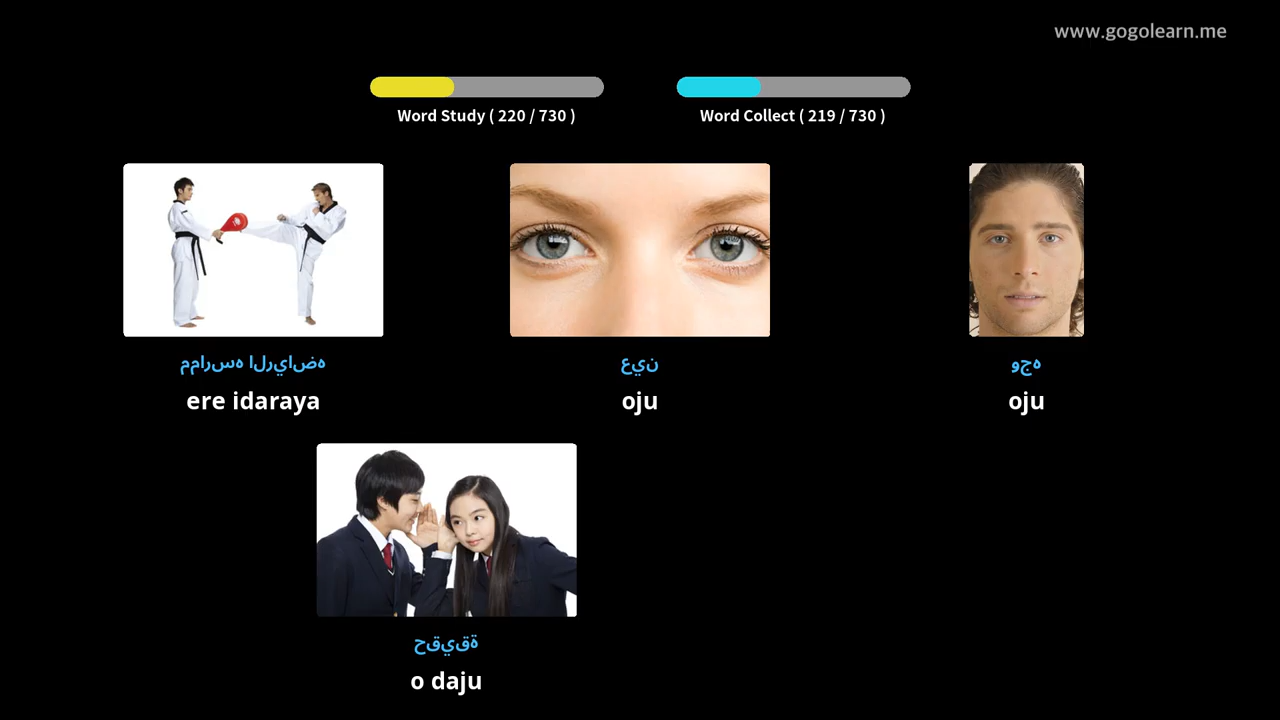 www.gogolearn.me
Word Study ( 220 / 730 )
Word Collect ( 219 / 730 )
ممارسه الرياضه
عين
وجه
ere idaraya
oju
oju
حقيقة
o daju